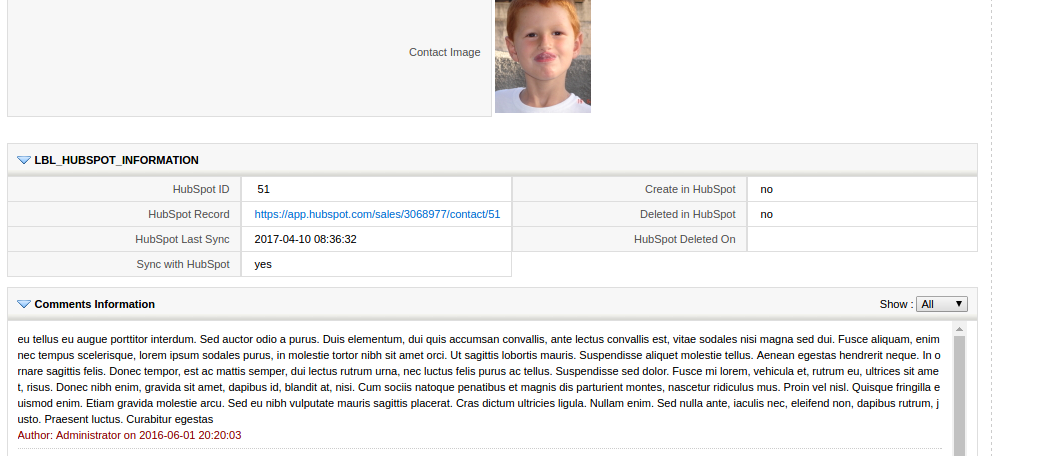 Contact Image
LBL_HUBSPOT_INFORMATION
HubSpot ID 51 Create in HubSpot no
HubSpot Record https://app.hubspot.com/sales/3068977/contact/51 Deleted in HubSpot no
HubSpot Last Sync 2017-04-10 08:36:32 HubSpot Deleted On
Sync with HubSpot yes
Comments Information Show : All
eu tellus eu augue porttitor interdum. Sed auctor odio a purus. Duis elementum, dui quis accumsan convallis, ante lectus convallis est, vitae sodales nisi magna sed dui. Fusce aliquam, enim
nec tempus scelerisque, lorem ipsum sodales purus, in molestie tortor nibh sit amet orci. Ut sagittis lobortis mauris. Suspendisse aliquet molestie tellus. Aenean egestas hendrerit neque. In o
rnare sagittis felis. Donec tempor, est ac mattis semper, dui lectus rutrum urna, nec luctus felis purus ac tellus. Suspendisse sed dolor. Fusce mi lorem, vehicula et, rutrum eu, ultrices sit ame
t, risus. Donec nibh enim, gravida sit amet, dapibus id, blandit at, nisi. Cum sociis natoque penatibus et magnis dis parturient montes, nascetur ridiculus mus. Proin vel nisl. Quisque fringilla e
uismod enim. Etiam gravida molestie arcu. Sed eu nibh vulputate mauris sagittis placerat. Cras dictum ultricies ligula. Nullam enim. Sed nulla ante, iaculis nec, eleifend non, dapibus rutrum, j
usto. Praesent luctus. Curabitur egestas
Author: Administrator on 2016-06-01 20:20:03